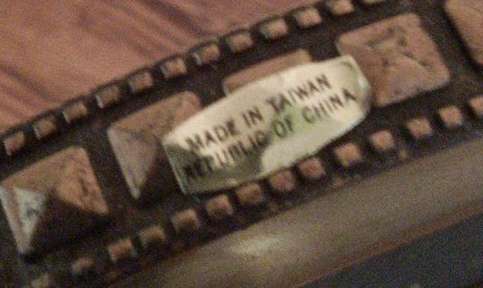 MADE IN TAIWAN
REPUBLIC OF CHINA